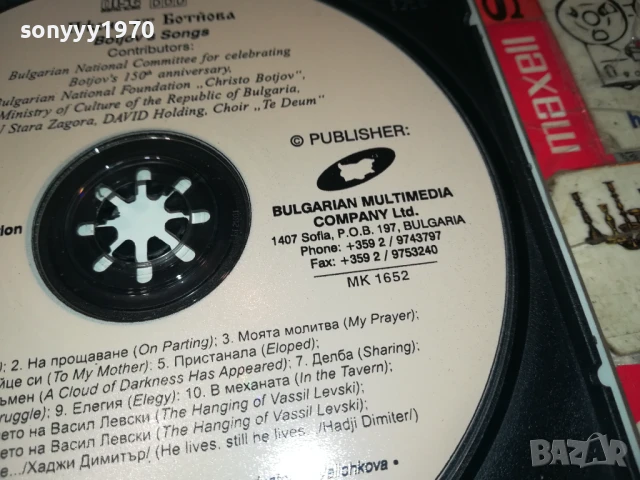 sonyyy1970
DISC
Ботйова
Songs
Contributors:
Bulgarian National Committee for celebrating
Botjov's 150th anniversary,
Bulgarian National Foundation „Christo Botjov",
Ministry of Culture of the Republic of Bulgaria,
Stara Zagora, DAVID Holding, Choir „Te Deum"
© PUBLISHER:
BULGARIAN MULTIMEDIA
COMPANY Ltd.
1407 Sofia, P.O.B. 197, BULGARIA
Phone: +359 2 / 9743797
Fax: +359 2 / 9753240
MK 1652
2. На прощаване (On Parting); 3. Моята молитва (My Prayer);
си (To My Mother); 5. Пристанала (Eloped);
(A Cloud of Darkness Has Appeared); 7. Делба (Sharing);
9. Елегия (Elegy); 10. В механата (In the Tavern);
на Васил Левски (The Hanging of Vassil Levski);
на Васил Левски (The Hanging of Vassil Levski);
/Хаджи Димитър/ (He lives, still he lives... /Hadji Dimiter/)
maxell
BAZAR